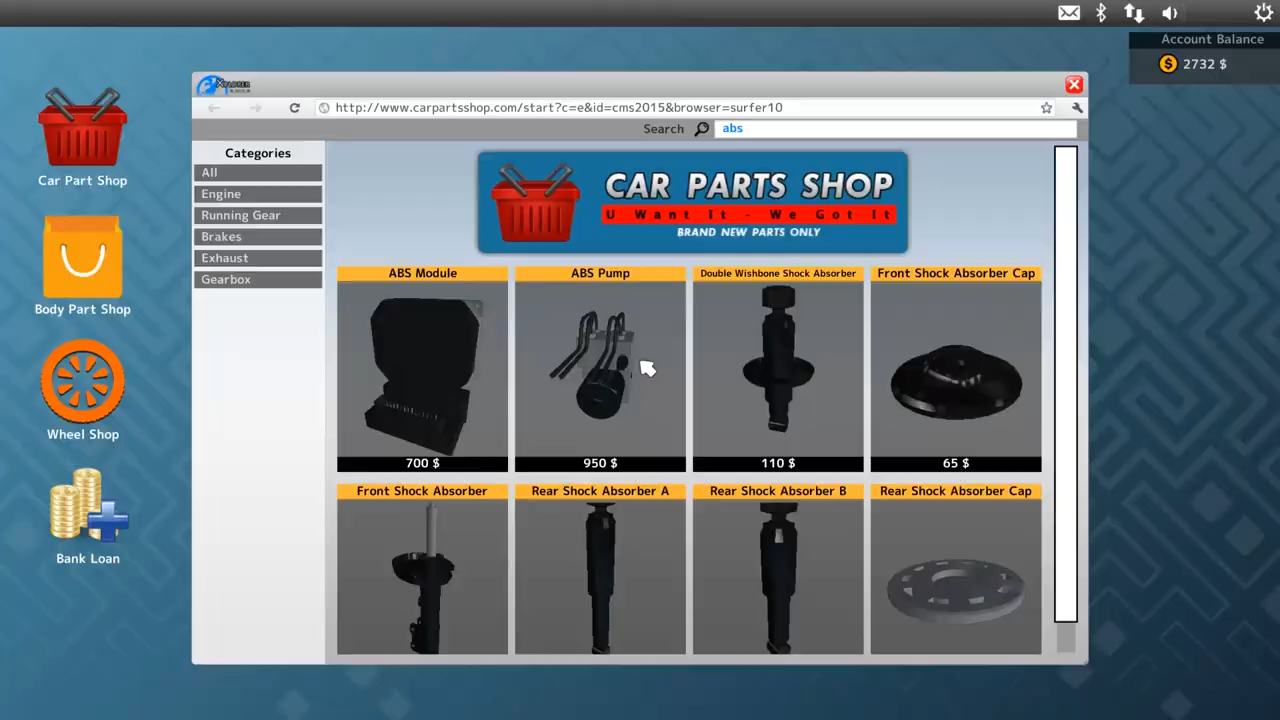 Account Balance
$ 2732 $
XPLORER
http://www.carpartsshop.com/start?c=e&id=cms2015&browser=surfer10
Search abs
Categories
All
Engine
Running Gear
Brakes
Exhaust
Gearbox
CAR PARTS SHOP
U Want It - We Got It
BRAND NEW PARTS ONLY
ABS Module
ABS Pump
Double Wishbone Shock Absorber
Front Shock Absorber Cap
700 $
950 $
110 $
65 $
Front Shock Absorber
Rear Shock Absorber A
Rear Shock Absorber B
Rear Shock Absorber Cap
Car Part Shop
Body Part Shop
Wheel Shop
Bank Loan